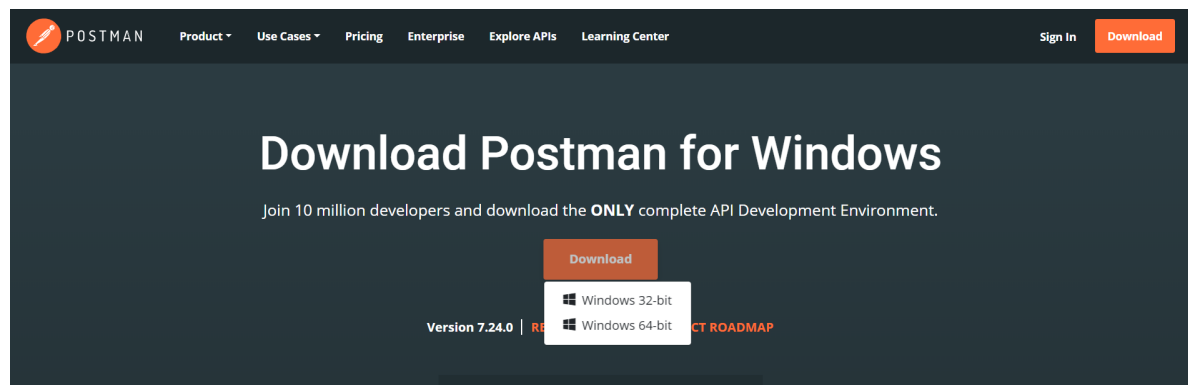 POSTMAN Product Use Cases Pricing Enterprise Explore APIs Learning Center Sign In Download
Download Postman for Windows
Join 10 million developers and download the ONLY complete API Development Environment.
Download
Windows 32-bit
Windows 64-bit
Version 7.24.0 | ROADMAP